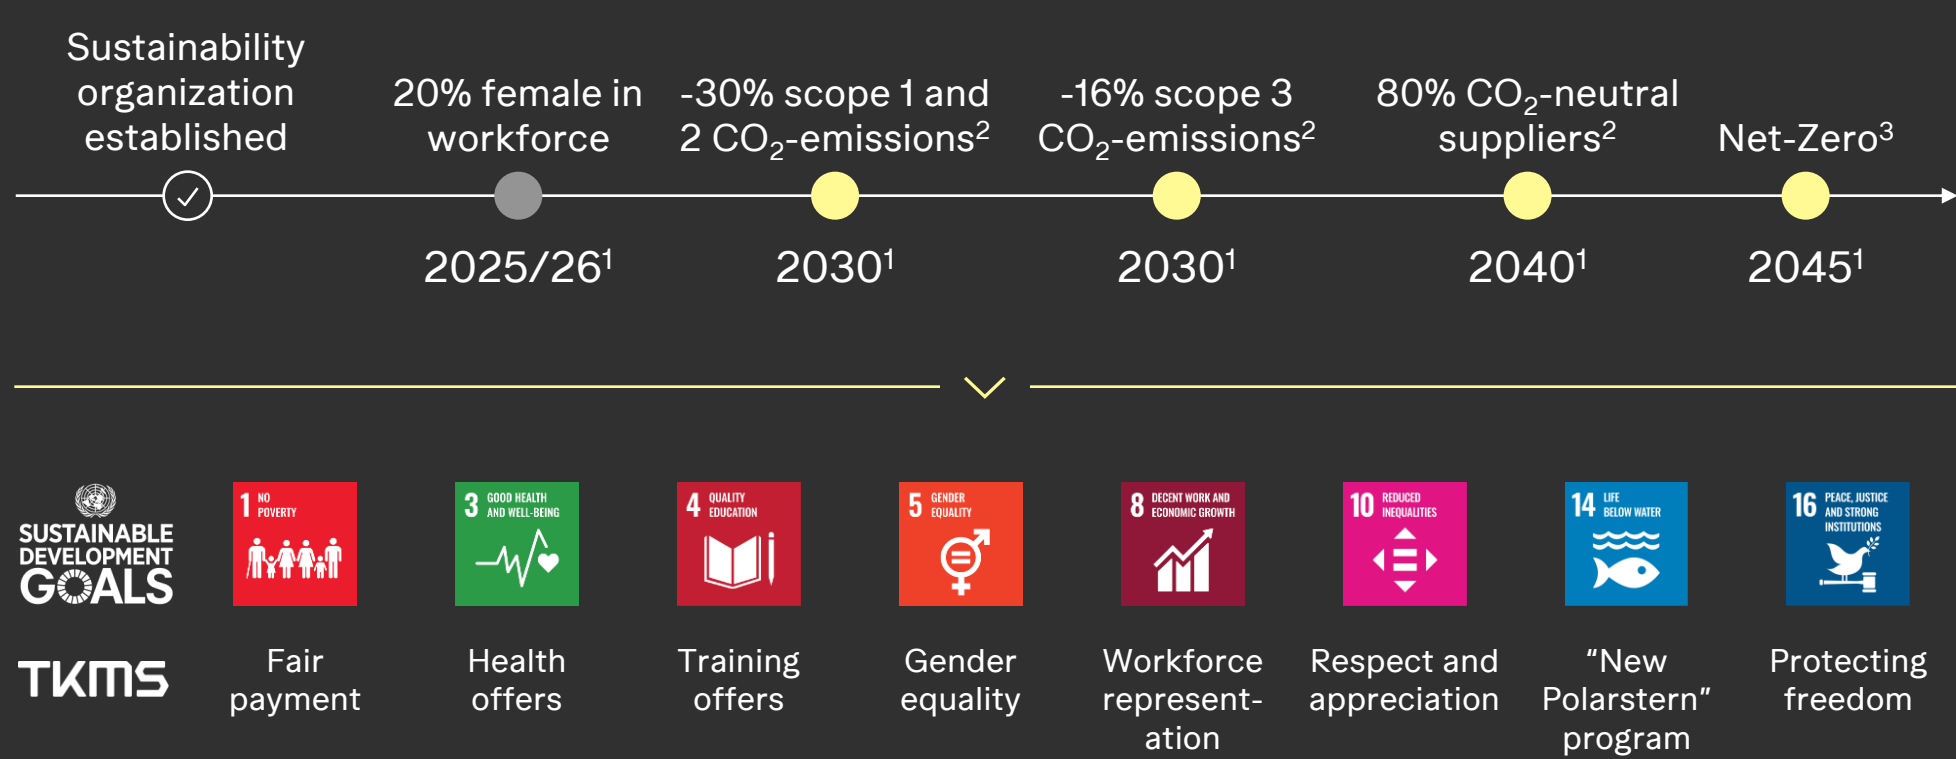 Sustainability
organization
established
20% female in
workforce
-30% scope 1 and
2 CO₂-emissions²
-16% scope 3
CO₂-emissions²
80% CO₂-neutral
suppliers²
Net-Zero³
2025/26¹
2030¹
2030¹
2040¹
2045¹
SUSTAINABLE
DEVELOPMENT
GOALS
1 NO
POVERTY
3 GOOD HEALTH
AND WELL-BEING
4 QUALITY
EDUCATION
5 GENDER
EQUALITY
8 DECENT WORK AND
ECONOMIC GROWTH
10 REDUCED
INEQUALITIES
14 LIFE
BELOW WATER
16 PEACE, JUSTICE
AND STRONG
INSTITUTIONS
TKMS
Fair
payment
Health
offers
Training
offers
Gender
equality
Workforce
represent-
ation
Respect and
appreciation
“New
Polarstern”
program
Protecting
freedom